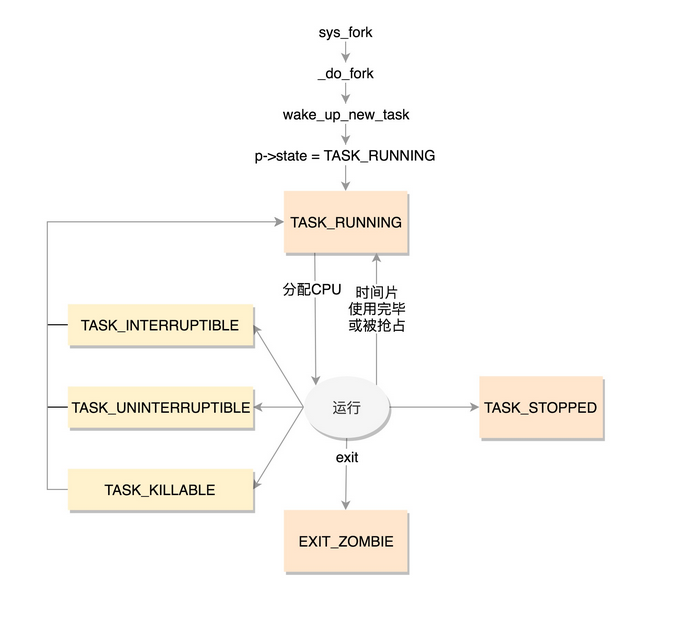 sys_fork
_do_fork
wake_up_new_task
p->state = TASK_RUNNING
TASK_RUNNING
分配CPU
时间片
使用完毕
或被抢占
TASK_INTERRUPTIBLE
TASK_UNINTERRUPTIBLE
运行
TASK_STOPPED
exit
TASK_KILLABLE
EXIT_ZOMBIE